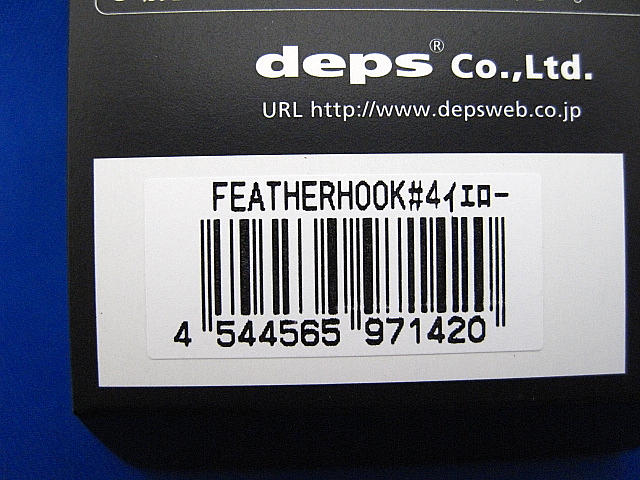 deps® Co.,Ltd.
URL http://www.depsweb.co.jp
FEATHERHOOK#4イエロー
4 544565 971420